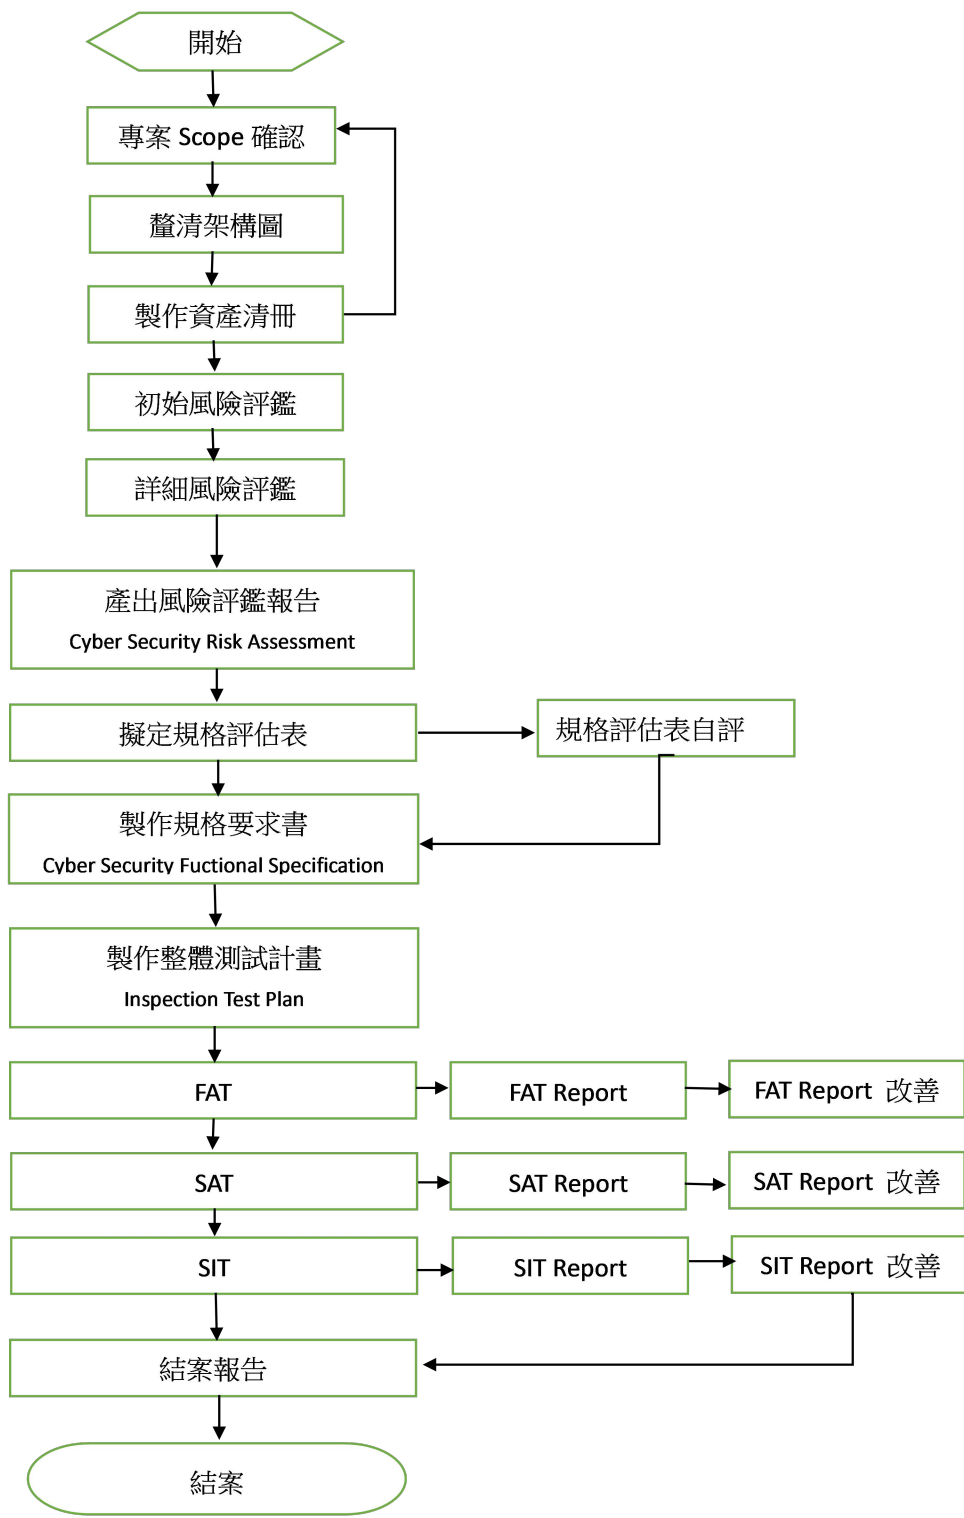 開始
專案 Scope 確認
釐清架構圖
製作資產清冊
初始風險評鑑
詳細風險評鑑
產出風險評鑑報告
Cyber Security Risk Assessment
擬定規格評估表
規格評估表自評
製作規格要求書
Cyber Security Fuctional Specification
製作整體測試計畫
Inspection Test Plan
FAT
FAT Report
FAT Report 改善
SAT
SAT Report
SAT Report 改善
SIT
SIT Report
SIT Report 改善
結案報告
結案